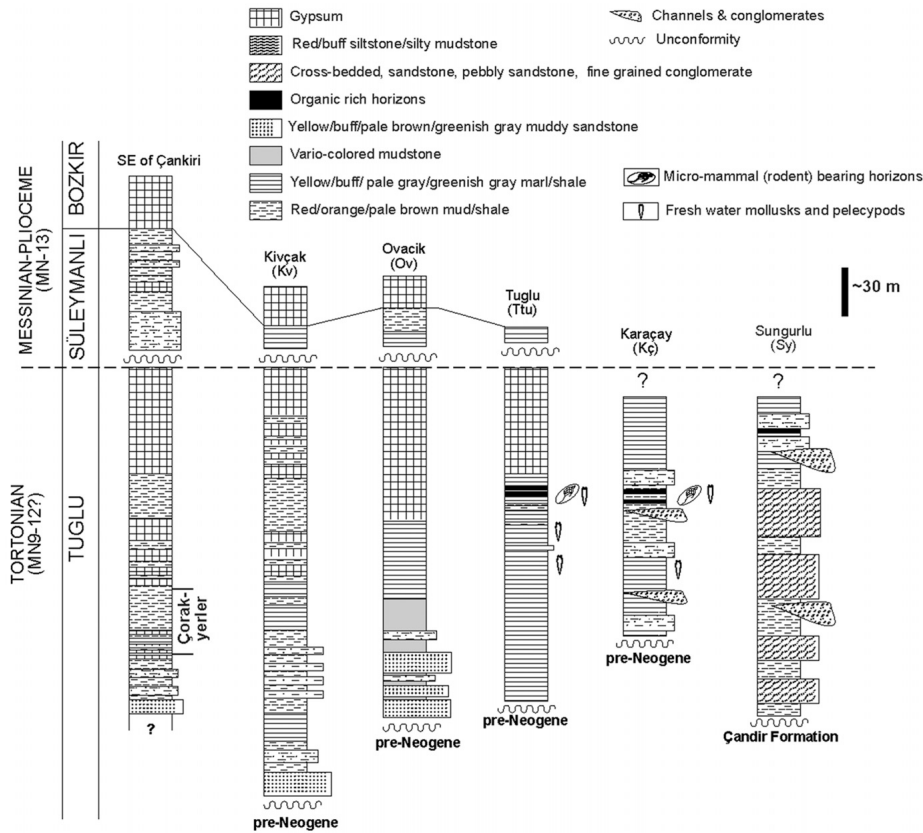 Gypsum
Red/buff siltstone/silty mudstone
Cross-bedded, sandstone, pebbly sandstone, fine grained conglomerate
Organic rich horizons
Yellow/buff/pale brown/greenish gray muddy sandstone
Vario-colored mudstone
Yellow/buff/ pale gray/greenish gray marl/shale
Red/orange/pale brown mud/shale
Channels & conglomerates
Unconformity
Micro-mammal (rodent) bearing horizons
Fresh water mollusks and pelecypods
~30 m
MESSINIAN-PLIOCEME
(MN-13)
BOZKIR
SÜLEYMANLI
TORTONIAN
(MN9-12?)
TUGLU
SE of Çankiri
Kivçak
(Kv)
Ovacik
(Ov)
Tuglu
(Ttu)
Karaçay
(Kç)
Sungurlu
(Sy)
?
?
Çorak-
yerler
?
pre-Neogene
pre-Neogene
pre-Neogene
pre-Neogene
Çandir Formation